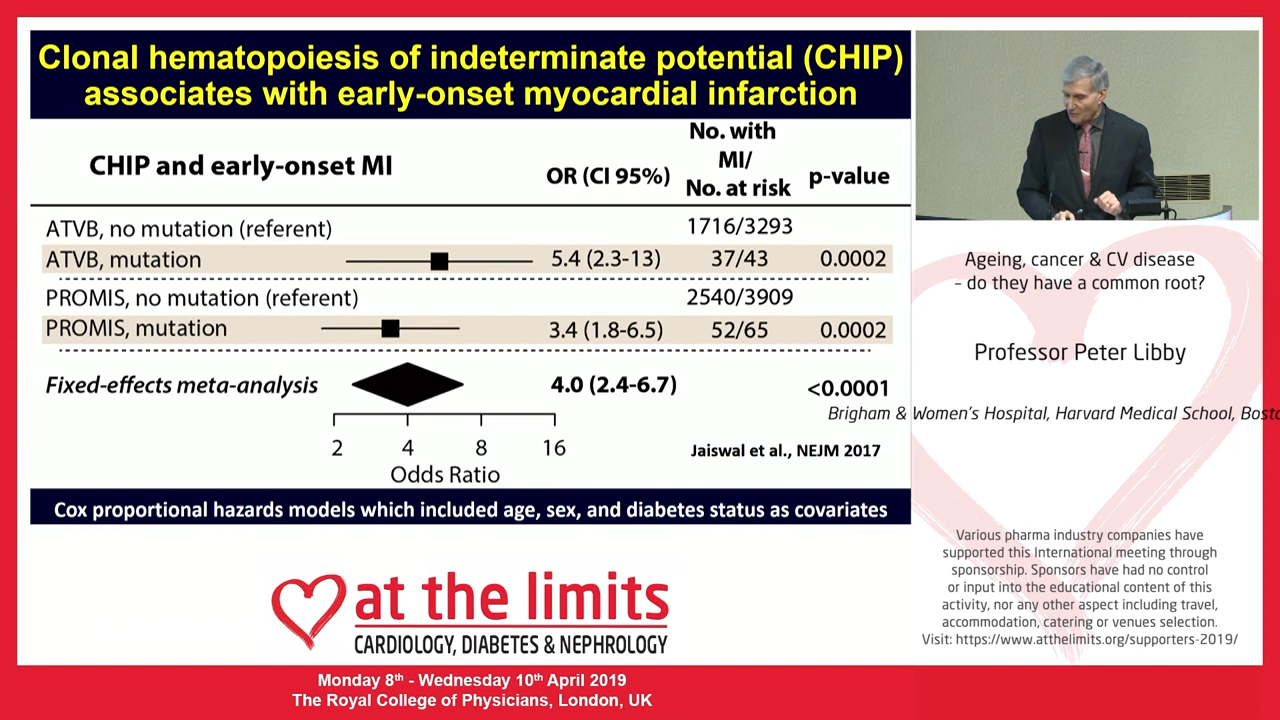 Clonal hematopoiesis of indeterminate potential (CHIP)
associates with early-onset myocardial infarction
CHIP and early-onset MI
OR (CI 95%)
No. with
MI/
No. at risk
p-value
ATVB, no mutation (referent) 1716/3293
ATVB, mutation 5.4 (2.3-13) 37/43 0.0002
PROMIS, no mutation (referent) 2540/3909
PROMIS, mutation 3.4 (1.8-6.5) 52/65 0.0002
Fixed-effects meta-analysis 4.0 (2.4-6.7) <0.0001
2 4 8 16
Odds Ratio
Jaiswal et al., NEJM 2017
Cox proportional hazards models which included age, sex, and diabetes status as covariates
at the limits
CARDIOLOGY, DIABETES & NEPHROLOGY
Monday 8th - Wednesday 10th April 2019
The Royal College of Physicians, London, UK
Ageing, cancer & CV disease
– do they have a common root?
Professor Peter Libby
Brigham & Women's Hospital, Harvard Medical School, Bosto
Various pharma industry companies have
supported this International meeting through
sponsorship. Sponsors have had no control
or input into the educational content of this
activity, nor any other aspect including travel,
accommodation, catering or venues selection.
Visit: https://www.atthelimits.org/supporters-2019/